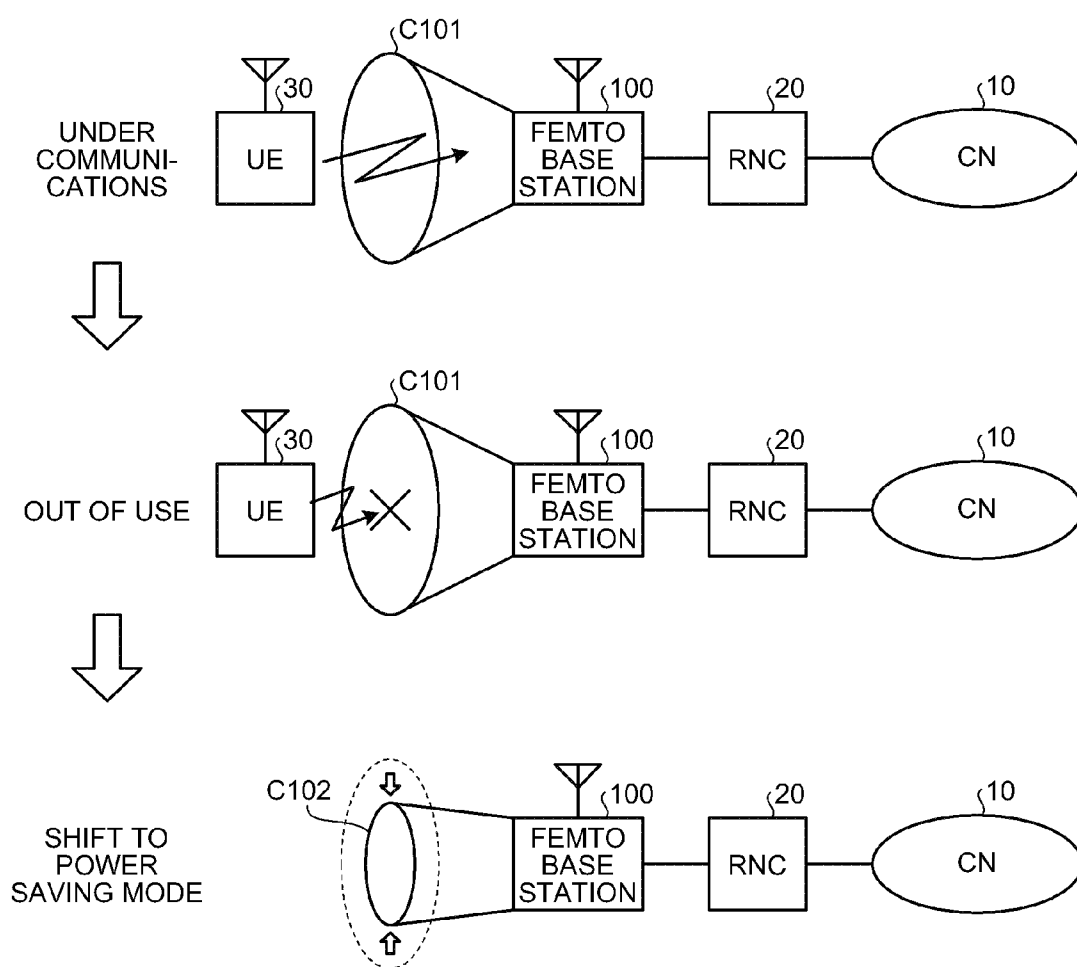 C101
30
100
20
10
UNDER
COMMUNI-
CATIONS
UE
FEMTO
BASE
STATION
RNC
CN
C101
30
100
20
10
OUT OF USE
UE
FEMTO
BASE
STATION
RNC
CN
C102
100
20
10
SHIFT TO
POWER
SAVING MODE
FEMTO
BASE
STATION
RNC
CN